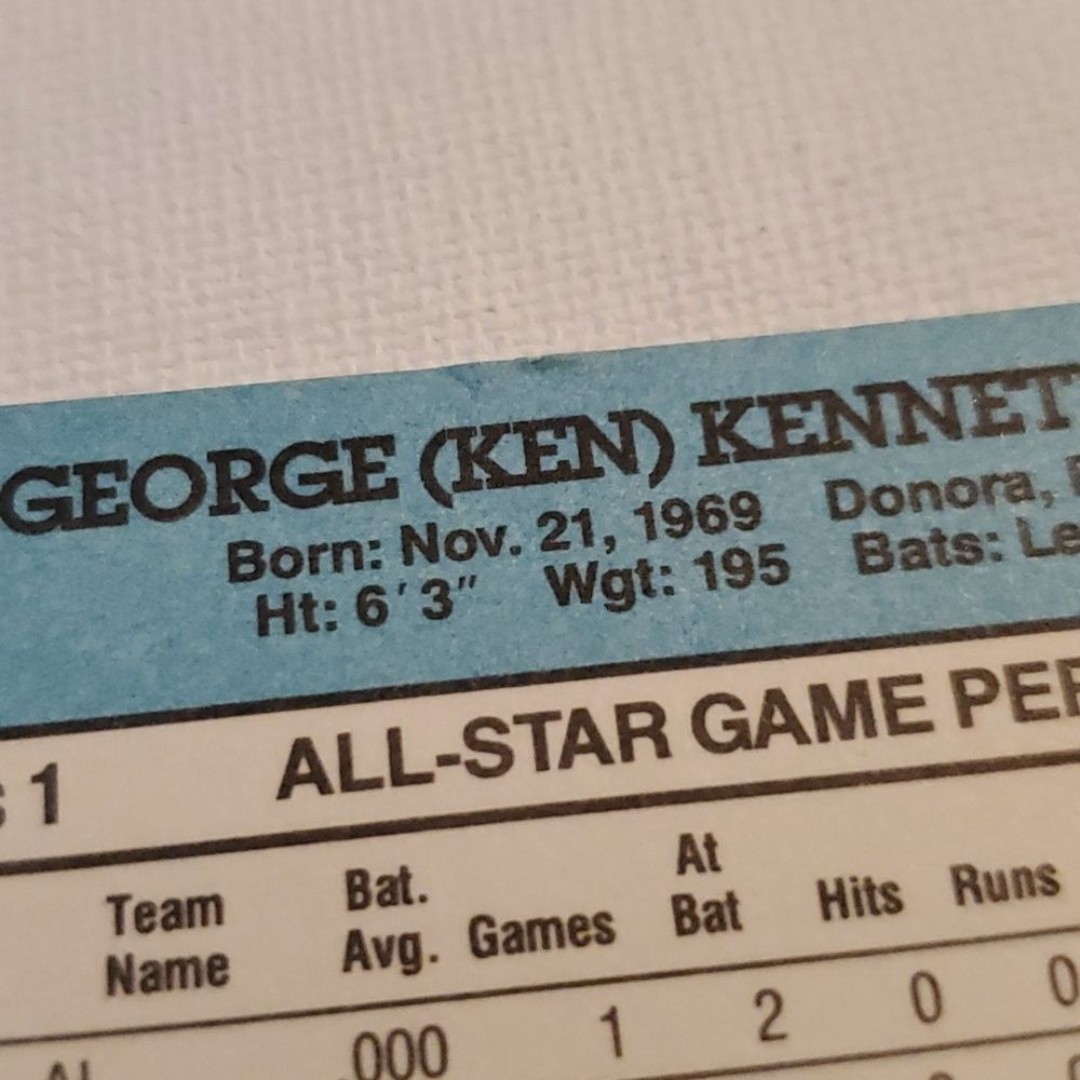 GEORGE (KEN) KENNET
Born: Nov. 21, 1969 Donora,
Ht: 6'3" Wgt: 195 Bats: Le
1 ALL-STAR GAME PER
Team Name Bat. Avg. Games At Bat Hits Runs
.000 1 2 0 0